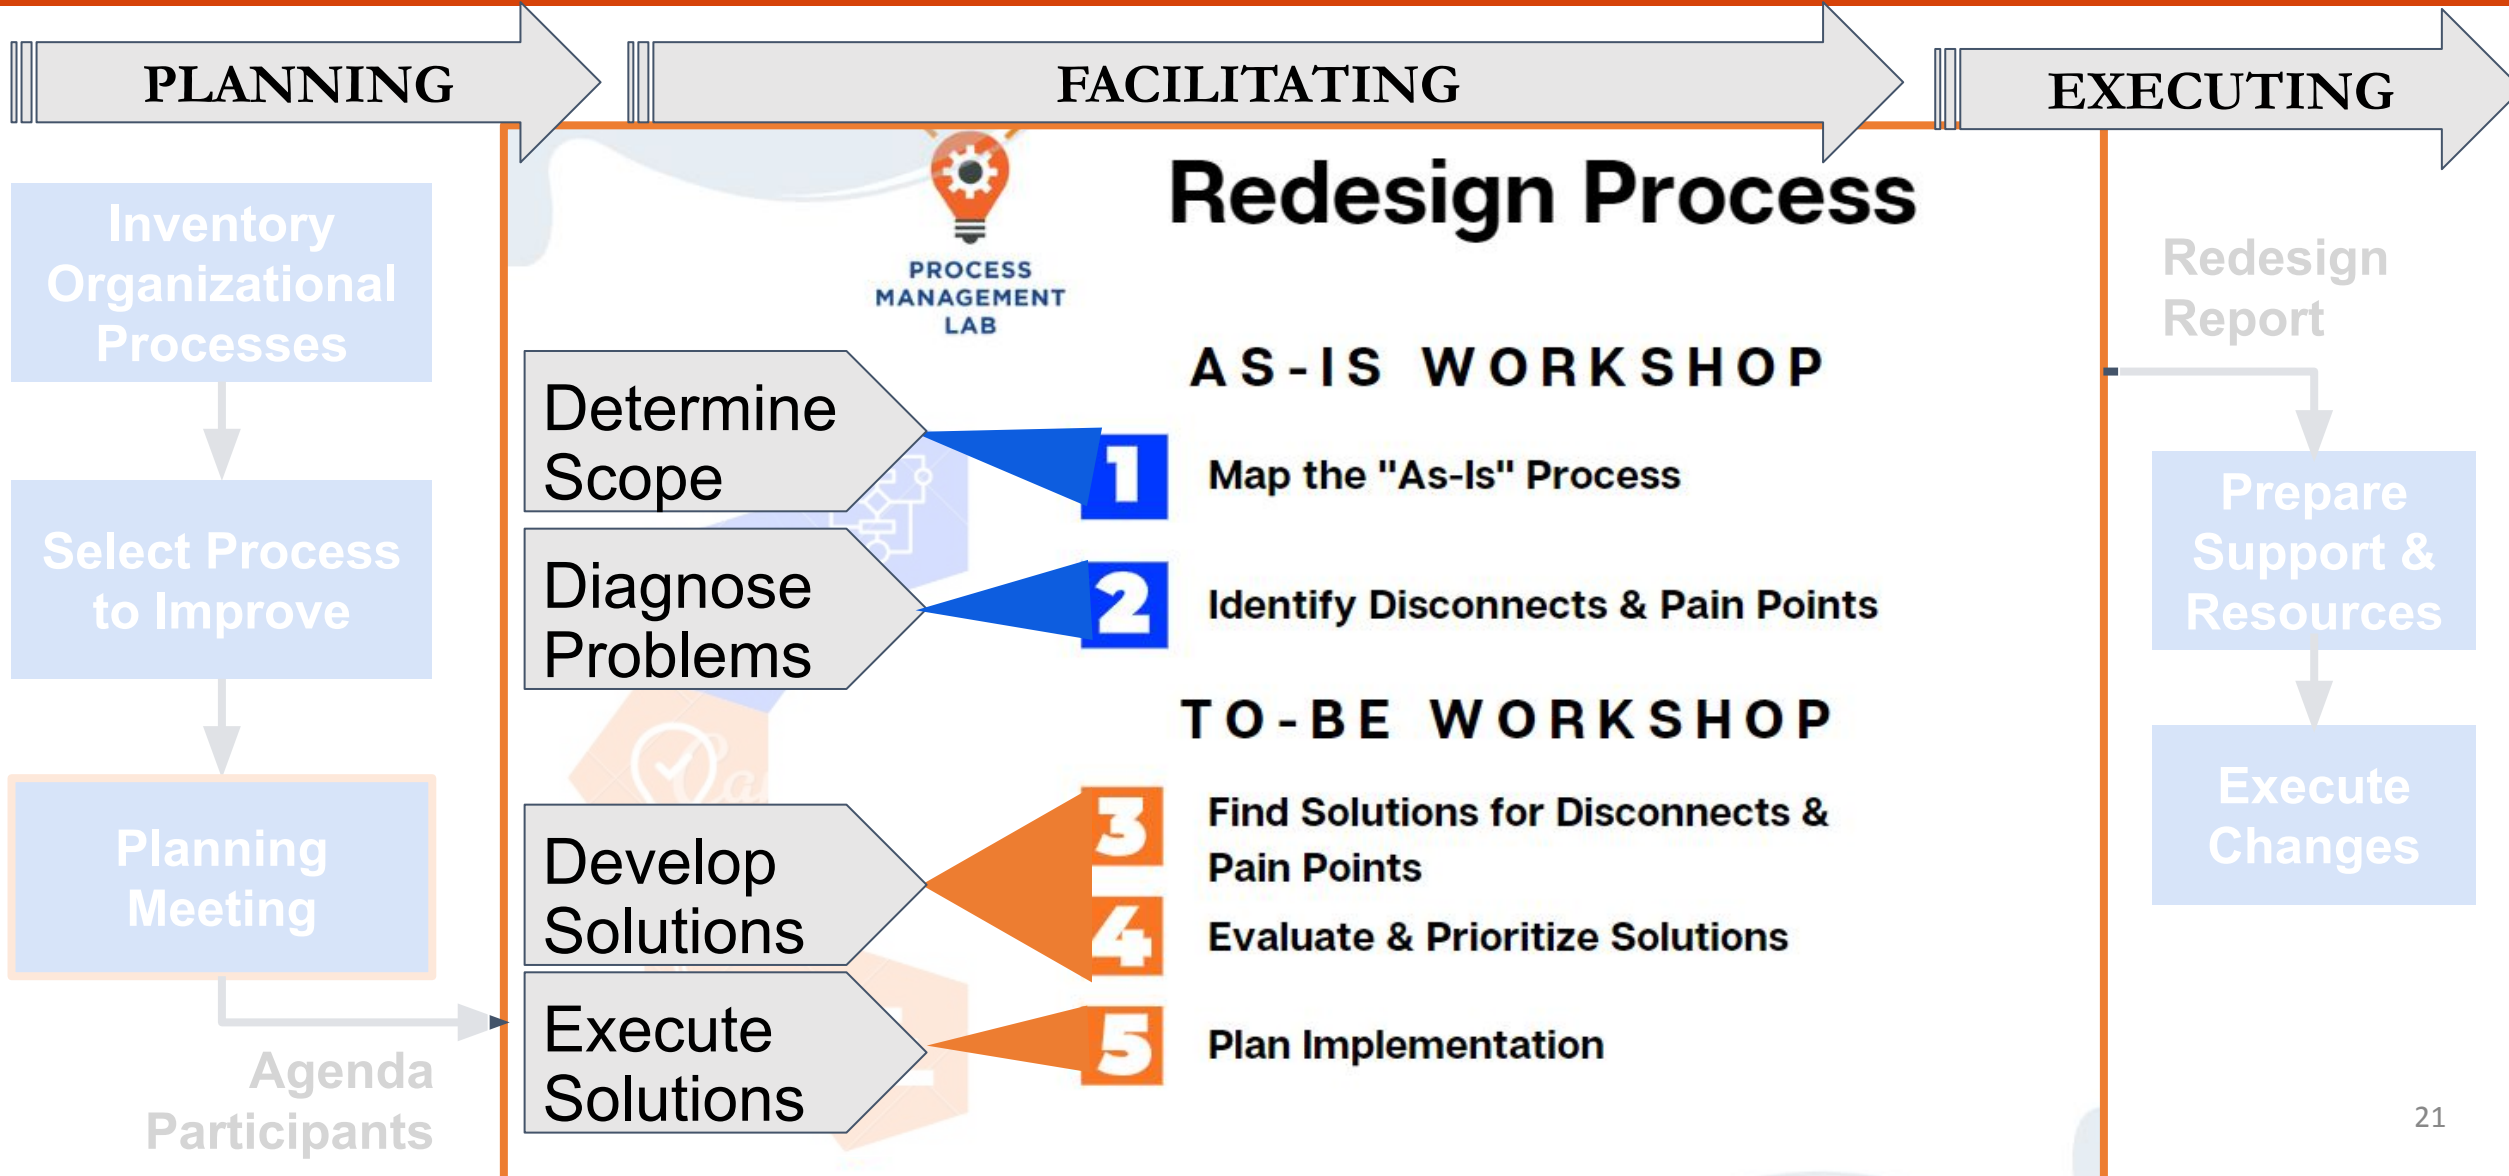 PLANNING
FACILITATING
EXECUTING
Inventory
Organizational
Processes
Select Process
to Improve
Planning
Meeting
Agenda
Participants
PROCESS
MANAGEMENT
LAB
Redesign Process
AS-IS WORKSHOP
Determine
Scope
1
Map the "As-Is" Process
Diagnose
Problems
2
Identify Disconnects & Pain Points
TO-BE WORKSHOP
Develop
Solutions
3
Find Solutions for Disconnects &
Pain Points
4
Evaluate & Prioritize Solutions
Execute
Solutions
5
Plan Implementation
Redesign
Report
Prepare
Support &
Resources
Execute
Changes
21